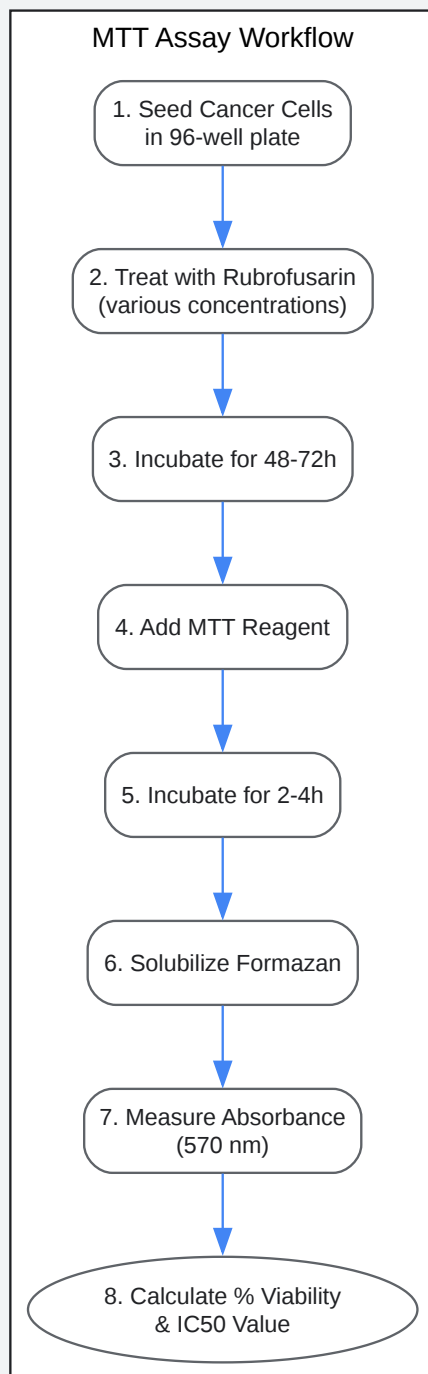 MTT Assay Workflow
1. Seed Cancer Cells
in 96-well plate
2. Treat with Rubrofusarin
(various concentrations)
3. Incubate for 48-72h
4. Add MTT Reagent
5. Incubate for 2-4h
6. Solubilize Formazan
7. Measure Absorbance
(570 nm)
8. Calculate % Viability
& IC50 Value